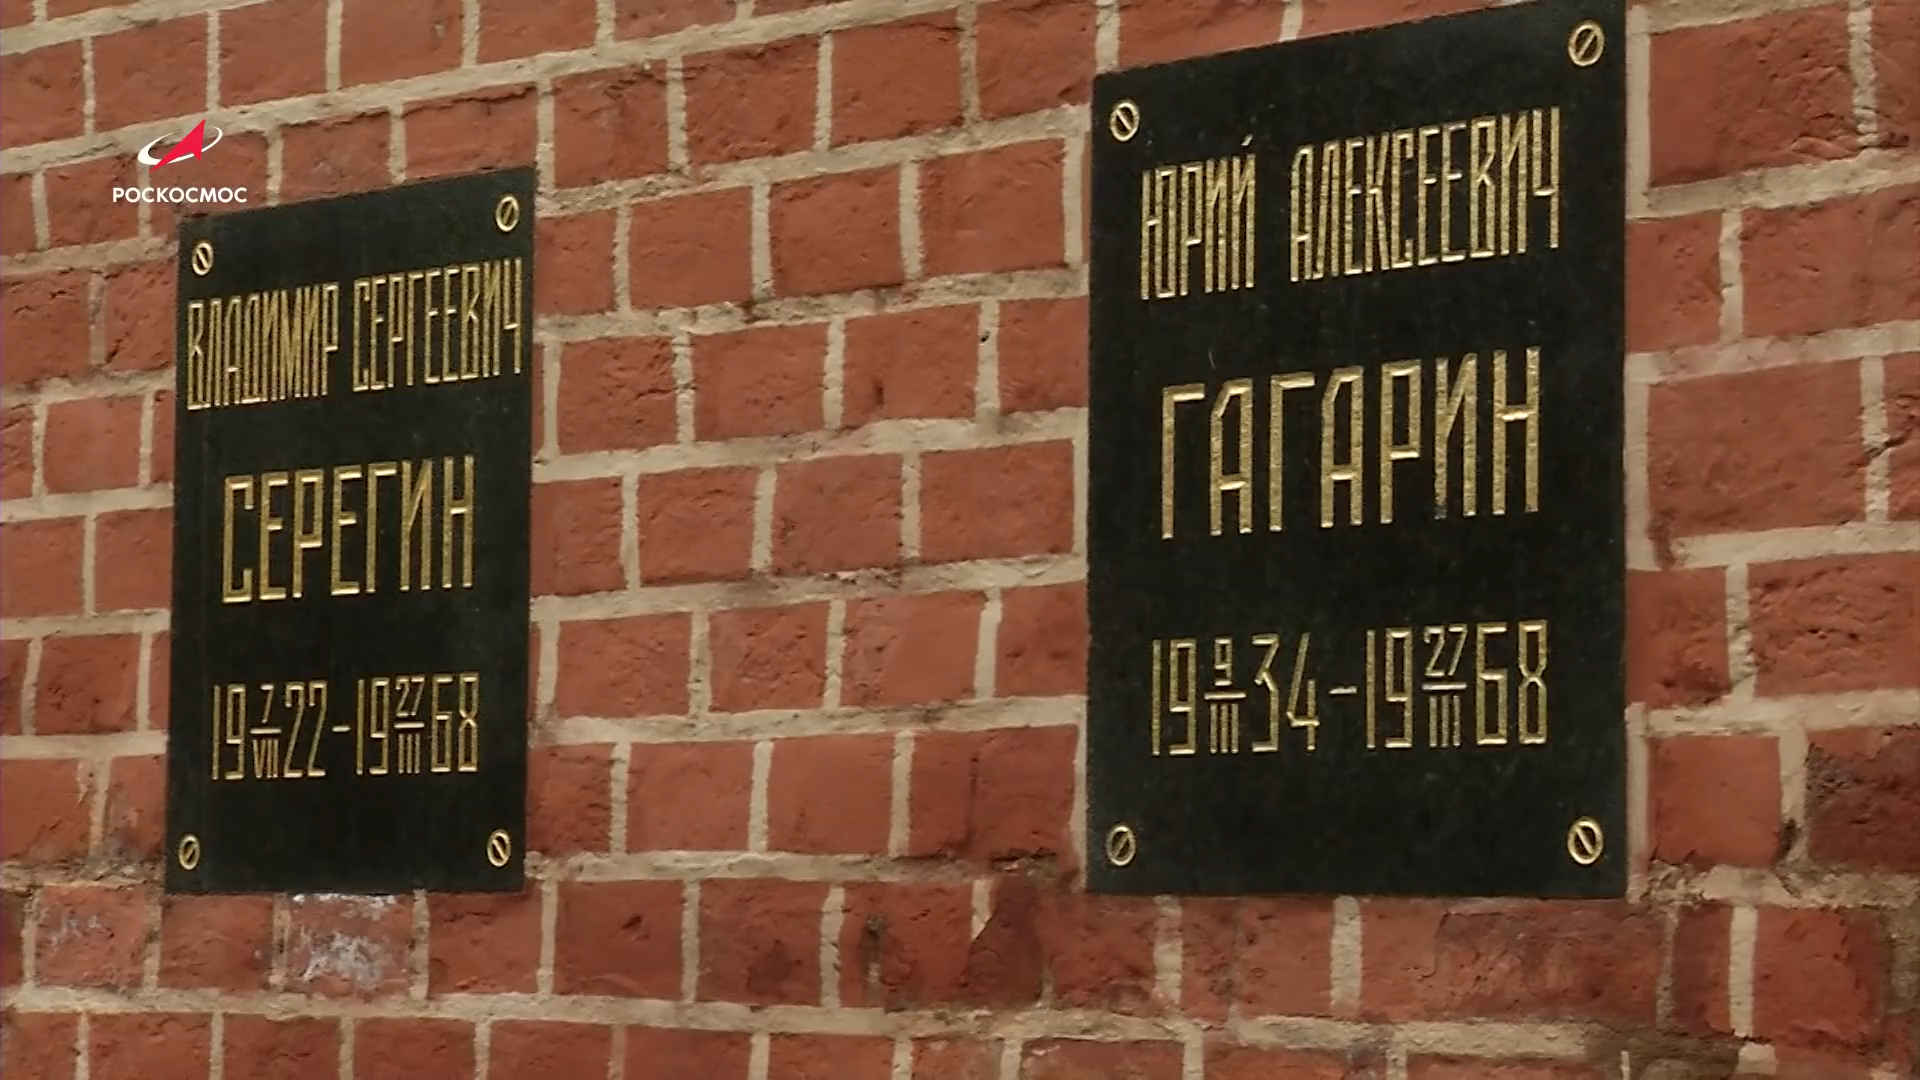 РОСКОСМОС
ВЛАДИМИР СЕРГЕЕВИЧ
СЕРЕГИН
19 7/VII 22-19 27/III 68
ЮРИЙ АЛЕКСЕЕВИЧ
ГАГАРИН
19 9/III 34-19 27/III 68